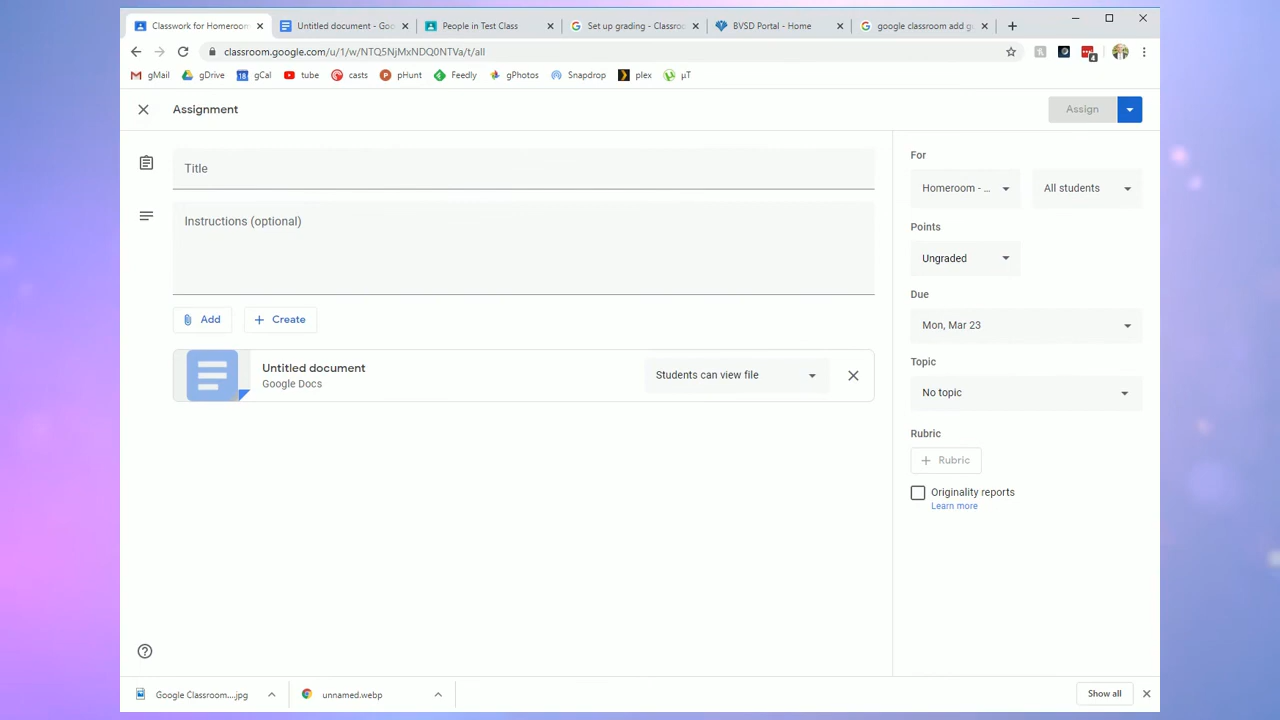 Classwork for Homeroom
Untitled document - Goo
People in Test Class
Set up grading - Classroo
BVSD Portal - Home
google classroom add g
classroom.google.com/u/1/w/NTQ5NjMxNDQ0NTVa/t/all
4
gMail
gDrive
18
gCal
tube
casts
pHunt
Feedly
gPhotos
Snapdrop
plex
µT
Assignment
Assign
Title
Instructions (optional)
Add
Create
Untitled document
Google Docs
Students can view file
For
Homeroom - ...
All students
Points
Ungraded
Due
Mon, Mar 23
Topic
No topic
Rubric
Rubric
Originality reports
Learn more
Google Classroom....jpg
unnamed.webp
Show all